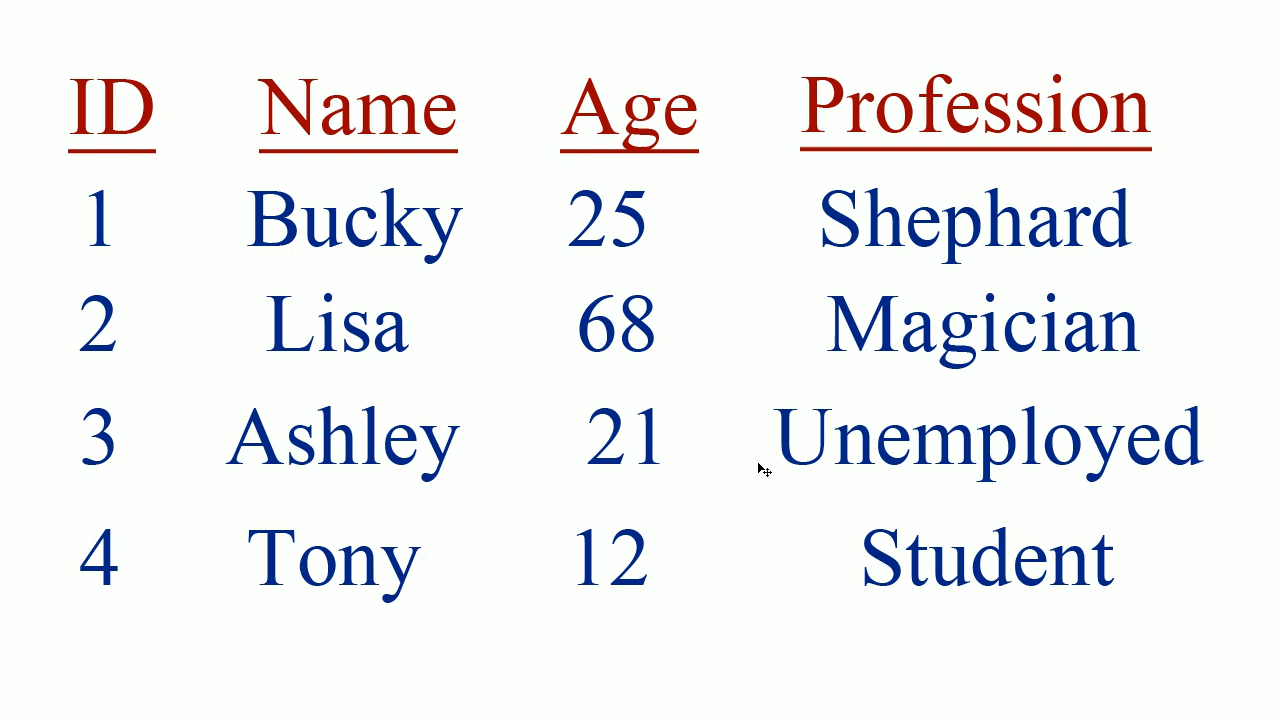 ID Name Age Profession
1 Bucky 25 Shephard
2 Lisa 68 Magician
3 Ashley 21 Unemployed
4 Tony 12 Student